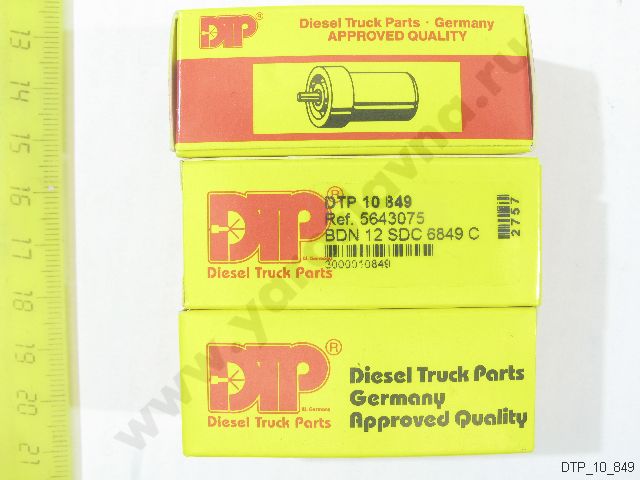 DTP®
Diesel Truck Parts · Germany
APPROVED QUALITY
DTP®
W. Germany
Diesel Truck Parts
DTP 10 849
Ref. 5643075
BDN 12 SDC 6849 C
3000010849
2757
DTP®
W. Germany
Diesel Truck Parts
Diesel Truck Parts
Germany
Approved Quality
13 14 15 16 17 18 19 20 21
DTP_10_849